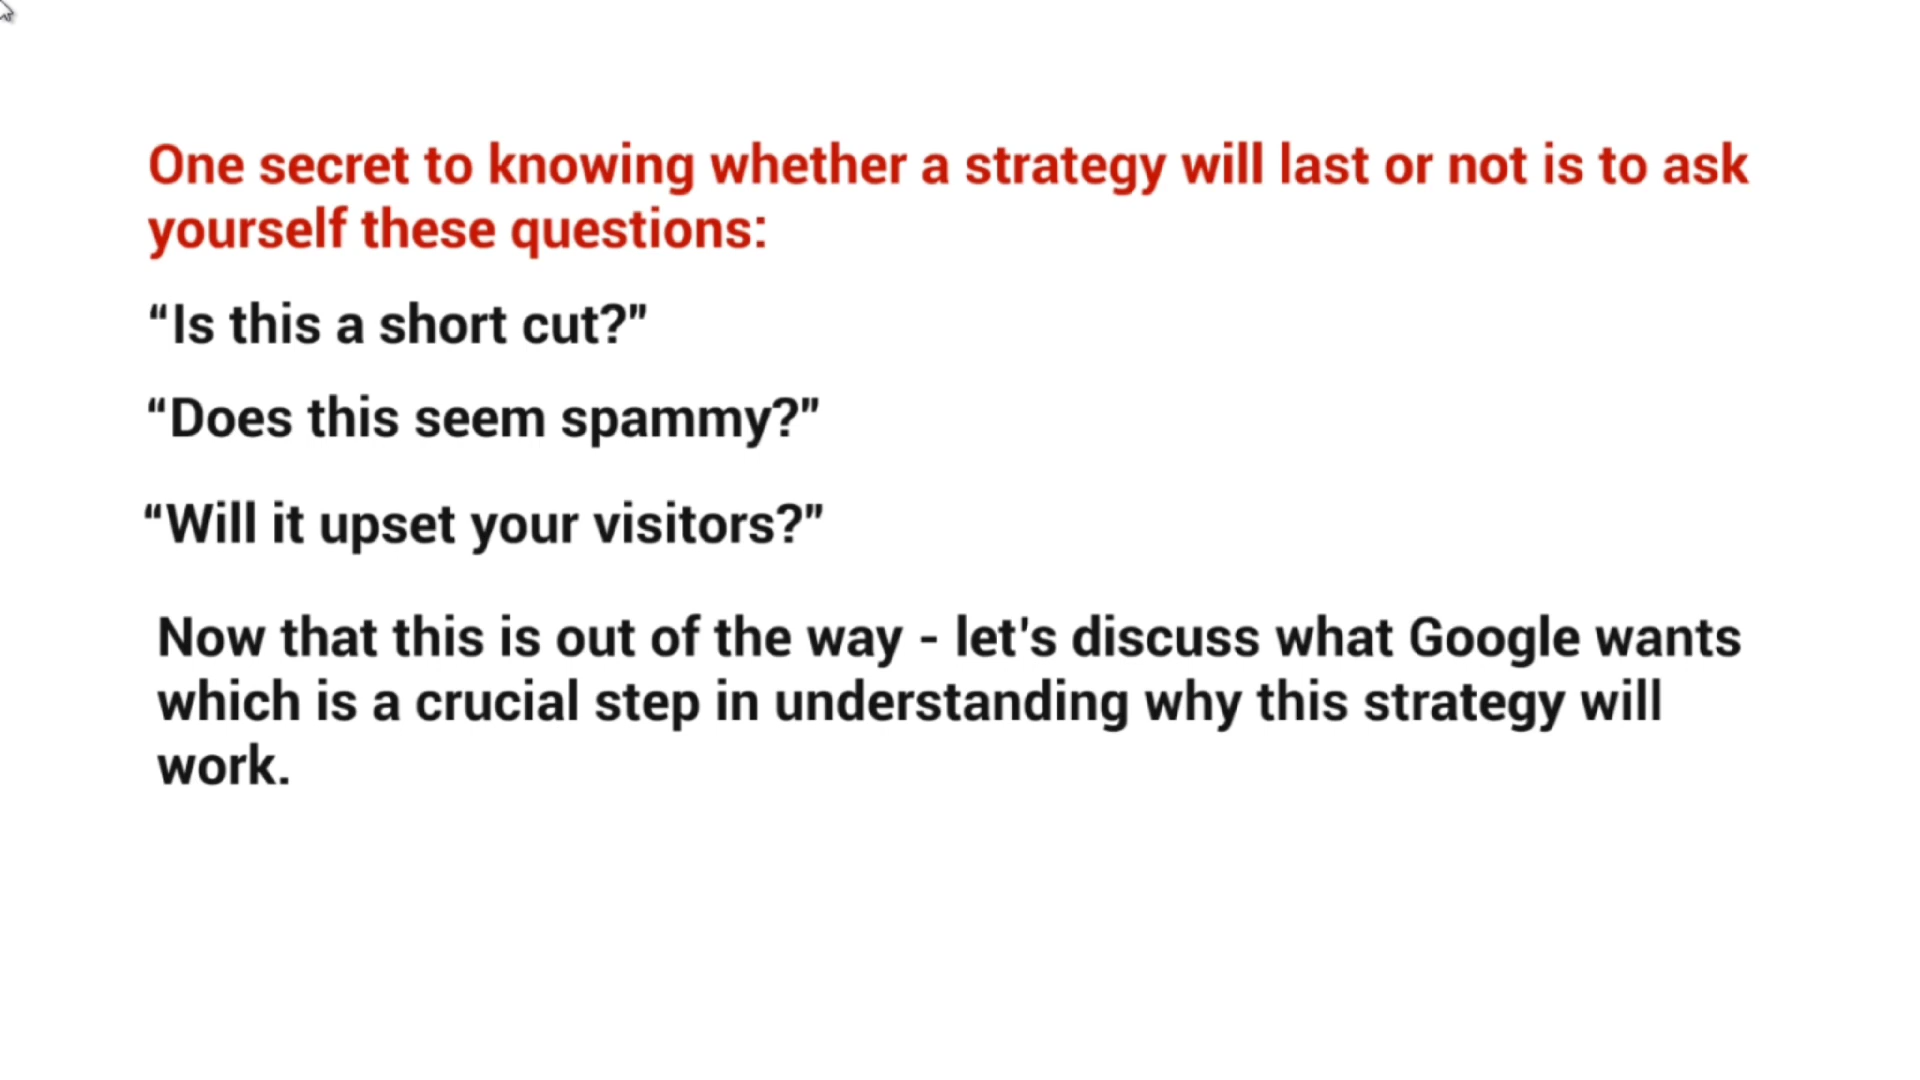 One secret to knowing whether a strategy will last or not is to ask
yourself these questions:
“Is this a short cut?”
“Does this seem spammy?”
“Will it upset your visitors?”
Now that this is out of the way - let's discuss what Google wants
which is a crucial step in understanding why this strategy will
work.